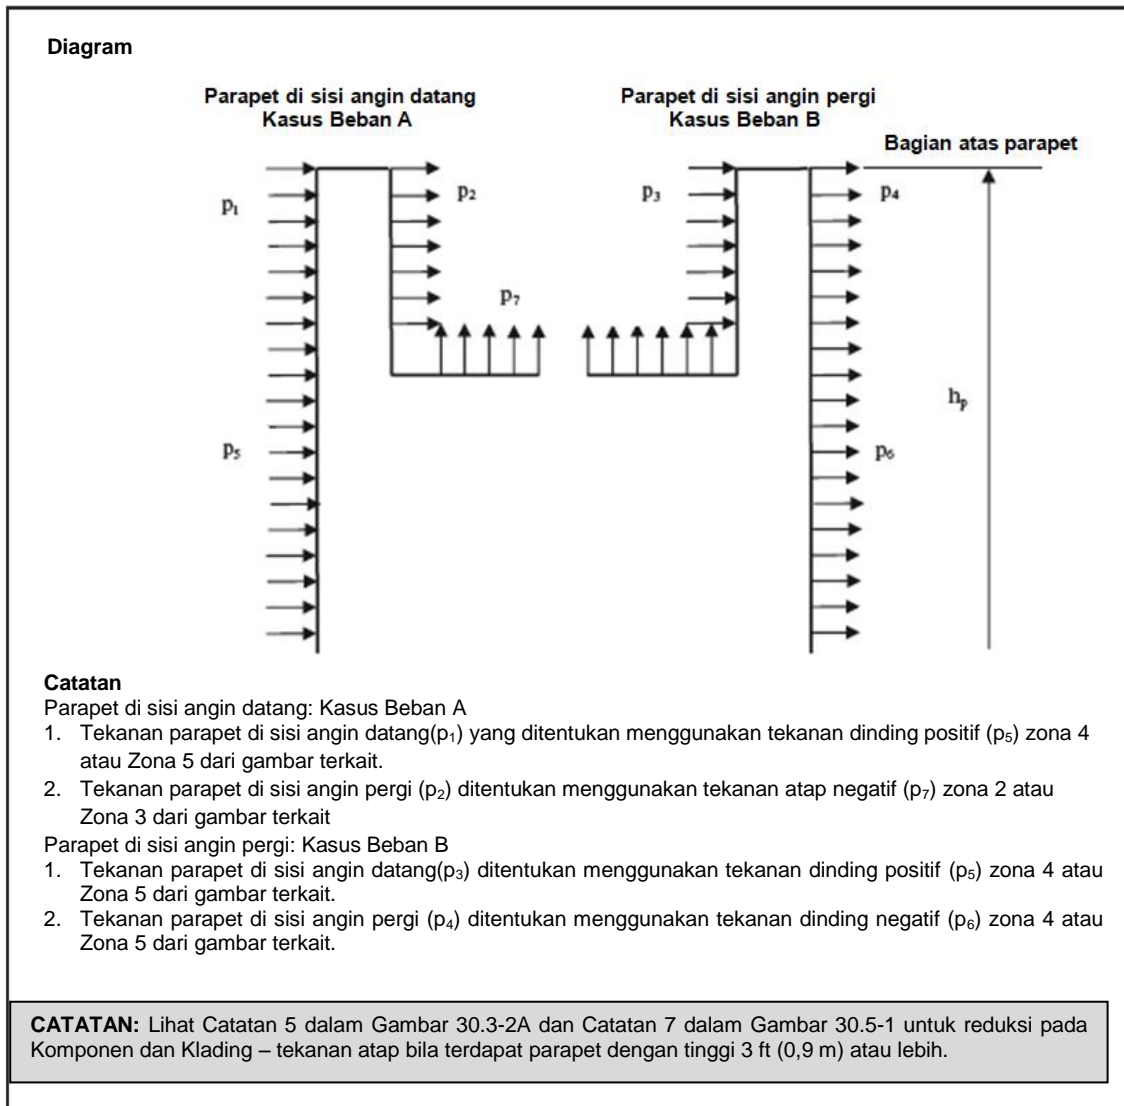 Diagram
Parapet di sisi angin datang
Kasus Beban A
Parapet di sisi angin pergi
Kasus Beban B
Bagian atas parapet
p₁
p₂
p₃
p₄
p₇
hₚ
p₅
p₆
Catatan
Parapet di sisi angin datang: Kasus Beban A
1. Tekanan parapet di sisi angin datang(p₁) yang ditentukan menggunakan tekanan dinding positif (p₅) zona 4
atau Zona 5 dari gambar terkait.
2. Tekanan parapet di sisi angin pergi (p₂) ditentukan menggunakan tekanan atap negatif (p₇) zona 2 atau
Zona 3 dari gambar terkait
Parapet di sisi angin pergi: Kasus Beban B
1. Tekanan parapet di sisi angin datang(p₃) ditentukan menggunakan tekanan dinding positif (p₅) zona 4 atau
Zona 5 dari gambar terkait.
2. Tekanan parapet di sisi angin pergi (p₄) ditentukan menggunakan tekanan dinding negatif (p₆) zona 4 atau
Zona 5 dari gambar terkait.
CATATAN: Lihat Catatan 5 dalam Gambar 30.3-2A dan Catatan 7 dalam Gambar 30.5-1 untuk reduksi pada
Komponen dan Klading – tekanan atap bila terdapat parapet dengan tinggi 3 ft (0,9 m) atau lebih.